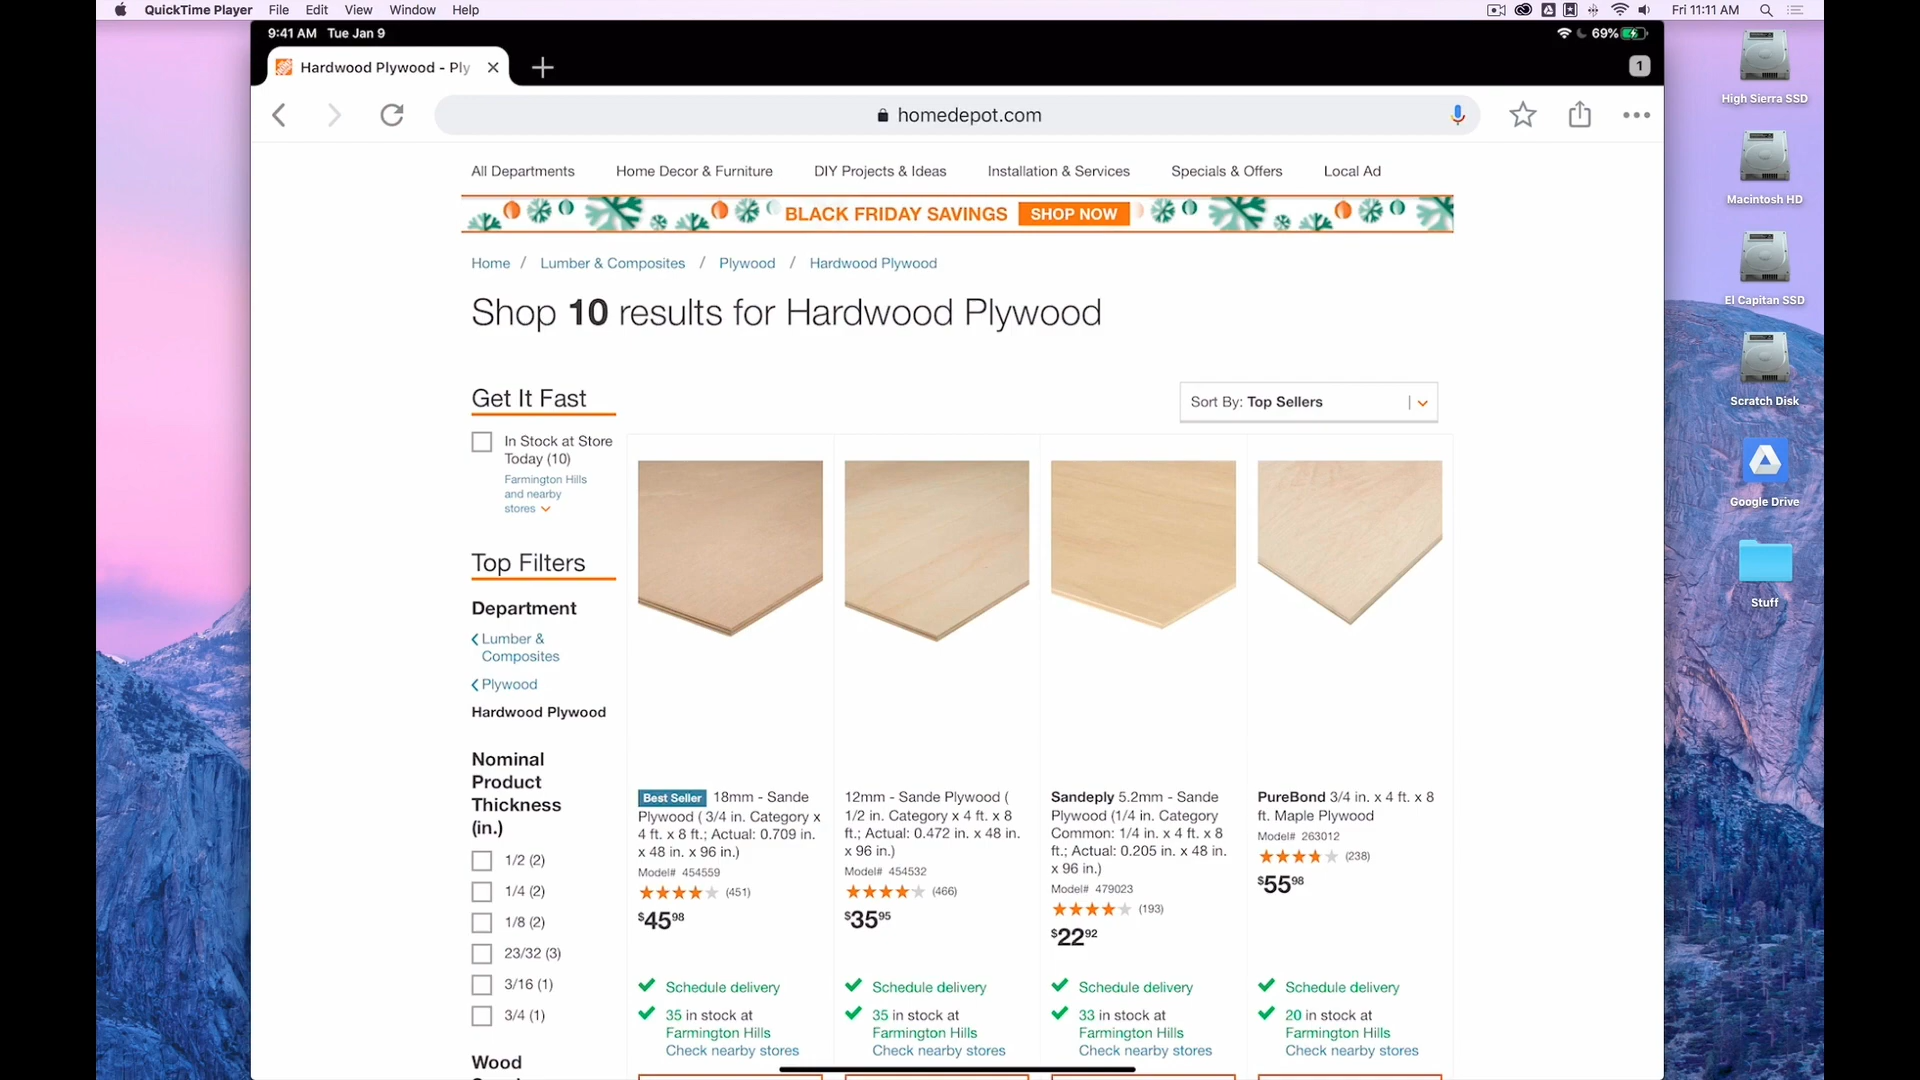 QuickTime Player File Edit View Window Help Fri 11:11 AM
9:41 AM Tue Jan 9 69%
Hardwood Plywood - Ply 1
homedepot.com
All Departments Home Decor & Furniture DIY Projects & Ideas Installation & Services Specials & Offers Local Ad
BLACK FRIDAY SAVINGS SHOP NOW
Home / Lumber & Composites / Plywood / Hardwood Plywood
Shop 10 results for Hardwood Plywood
Sort By: Top Sellers
Get It Fast
In Stock at Store
Today (10)
Farmington Hills
and nearby
stores
Top Filters
Department
Lumber &
Composites
Plywood
Hardwood Plywood
Nominal
Product
Thickness
(in.)
1/2 (2)
1/4 (2)
1/8 (2)
23/32 (3)
3/16 (1)
3/4 (1)
Wood
Best Seller 18mm - Sande
Plywood ( 3/4 in. Category x
4 ft. x 8 ft.; Actual: 0.709 in.
x 48 in. x 96 in.)
Model# 454559
(451)
$45 98
Schedule delivery
35 in stock at
Farmington Hills
Check nearby stores
12mm - Sande Plywood (
1/2 in. Category x 4 ft. x 8
ft.; Actual: 0.472 in. x 48 in.
x 96 in.)
Model# 454532
(466)
$35 95
Schedule delivery
35 in stock at
Farmington Hills
Check nearby stores
Sandeply 5.2mm - Sande
Plywood (1/4 in. Category
Common: 1/4 in. x 4 ft. x 8
ft.; Actual: 0.205 in. x 48 in.
x 96 in.)
Model# 479023
(193)
$22 92
Schedule delivery
33 in stock at
Farmington Hills
Check nearby stores
PureBond 3/4 in. x 4 ft. x 8
ft. Maple Plywood
Model# 263012
(238)
$55 98
Schedule delivery
20 in stock at
Farmington Hills
Check nearby stores
High Sierra SSD
Macintosh HD
El Capitan SSD
Scratch Disk
Google Drive
Stuff